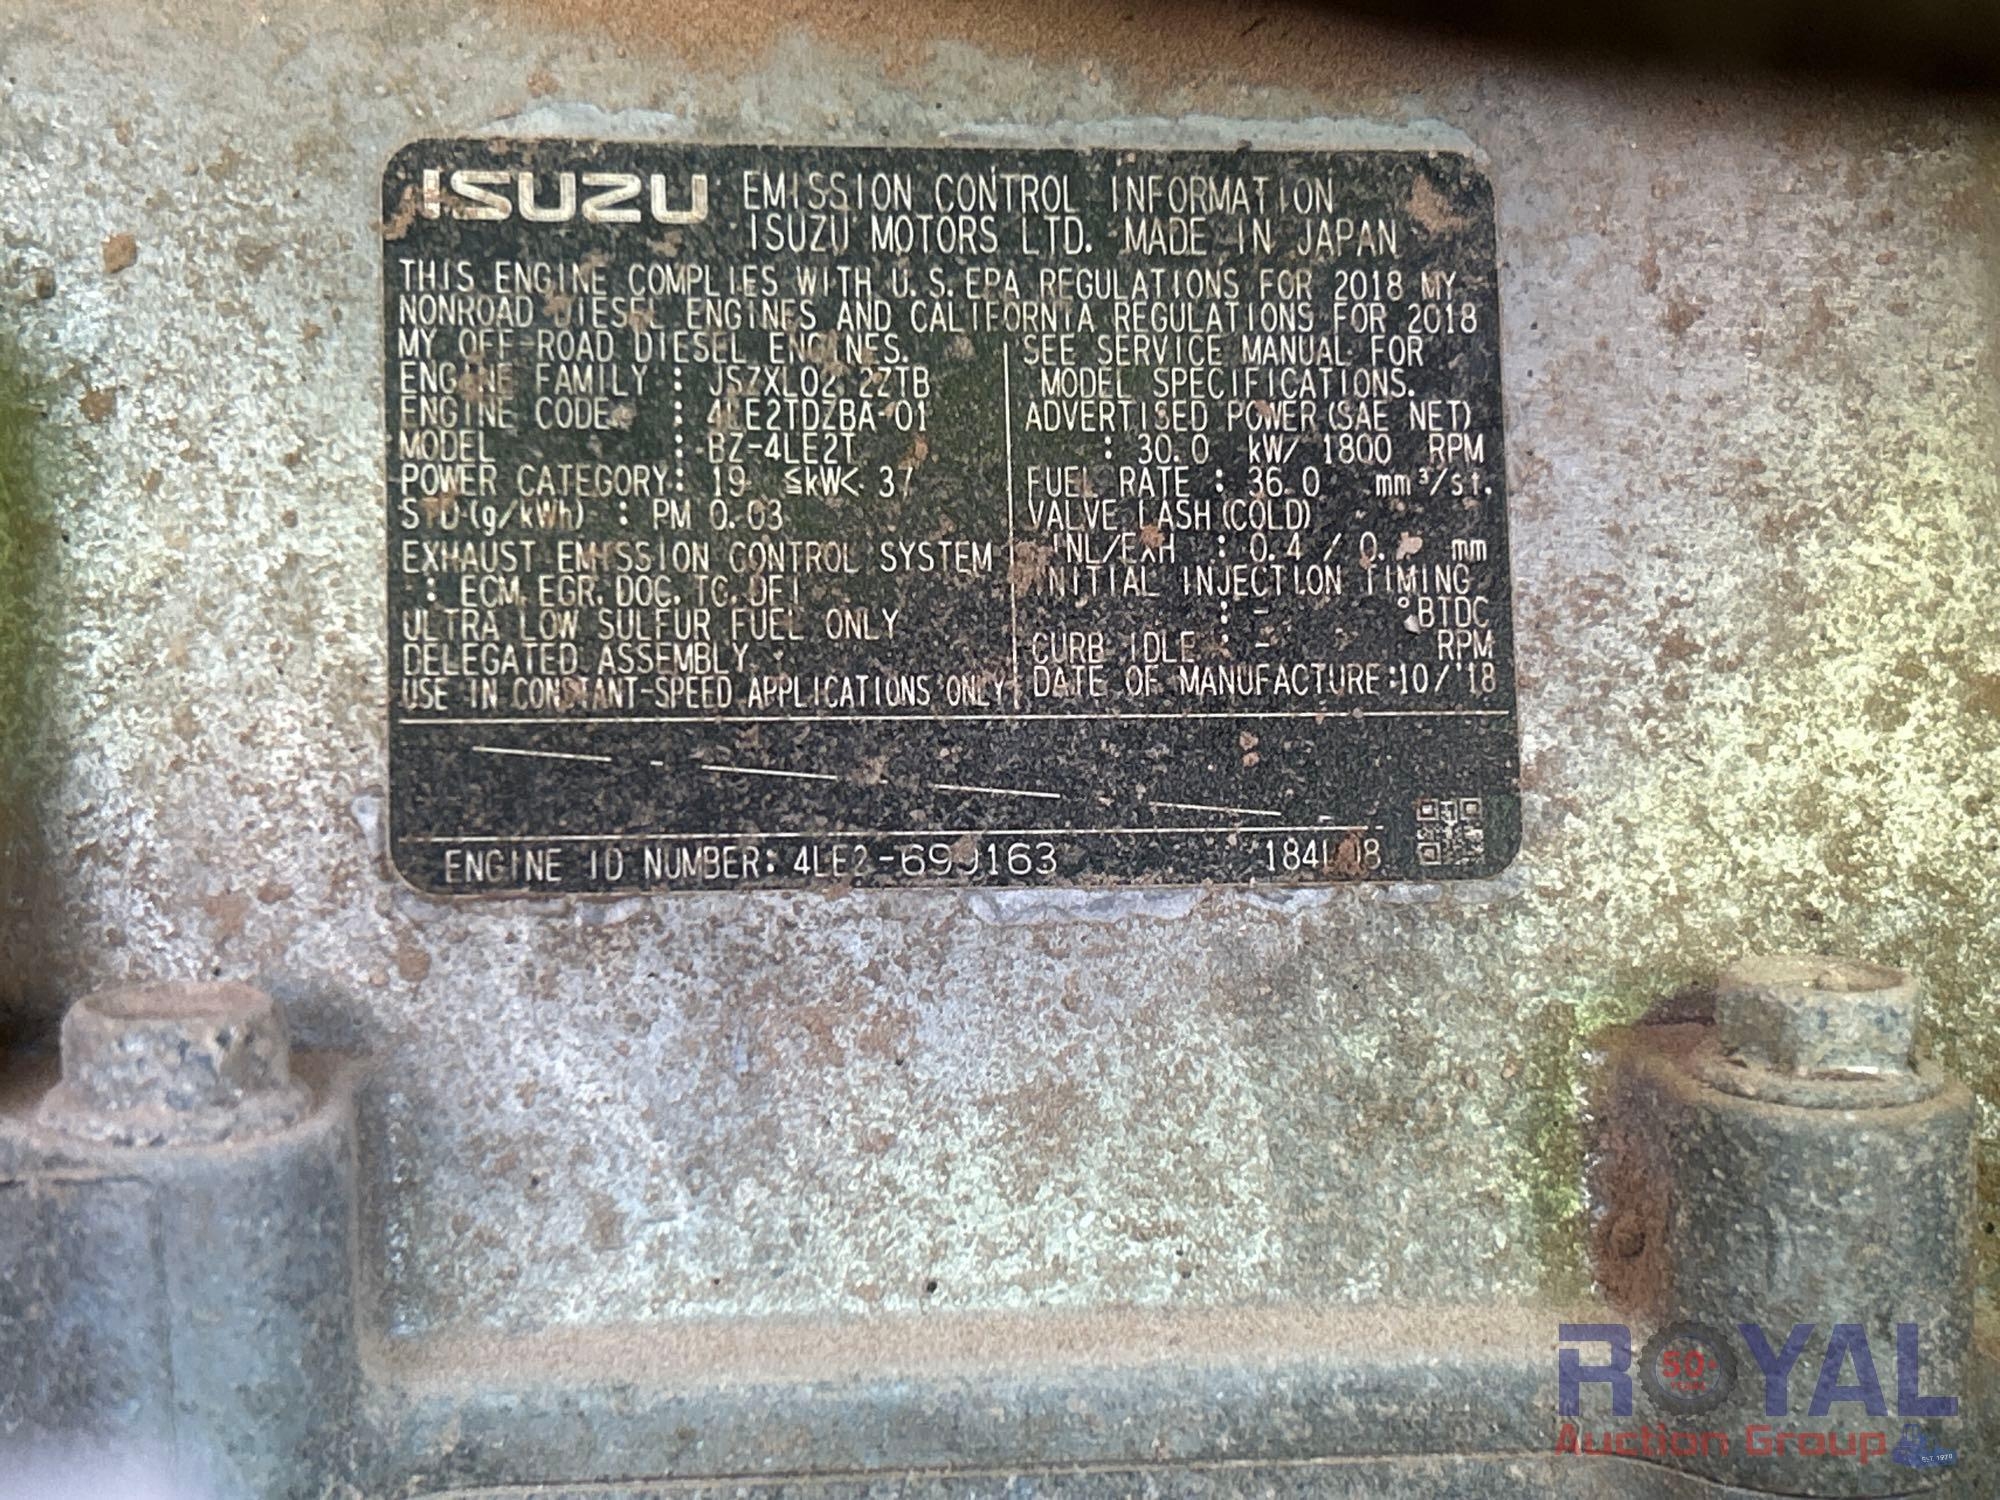 ISUZU EMISSION CONTROL INFORMATION
ISUZU MOTORS LTD. MADE IN JAPAN
THIS ENGINE COMPLIES WITH U.S. EPA REGULATIONS FOR 2018 MY
NONROAD DIESEL ENGINES AND CALIFORNIA REGULATIONS FOR 2018
MY OFF-ROAD DIESEL ENGINES.
ENGINE FAMILY : JSZXL02.2ZTB
ENGINE CODE : 4LE2TDZBA-01
MODEL : BZ-4LE2T
POWER CATEGORY: 19 ≦kW< 37
STD (g/kWh) : PM 0.03
EXHAUST EMISSION CONTROL SYSTEM
: ECM, EGR, DOC, TC, DFI
ULTRA LOW SULFUR FUEL ONLY
DELEGATED ASSEMBLY
USE IN CONSTANT-SPEED APPLICATIONS ONLY
SEE SERVICE MANUAL FOR
MODEL SPECIFICATIONS.
ADVERTISED POWER (SAE NET)
: 30.0 kW/ 1800 RPM
FUEL RATE : 36.0 mm³/st.
VALVE LASH (COLD)
INL/EXH : 0.4 / mm
INITIAL INJECTION TIMING
: - °BTDC
CURB IDLE : - RPM
DATE OF MANUFACTURE:10/'18
ENGINE ID NUMBER:
ROYAL
50+
Auction Group
EST. 1970